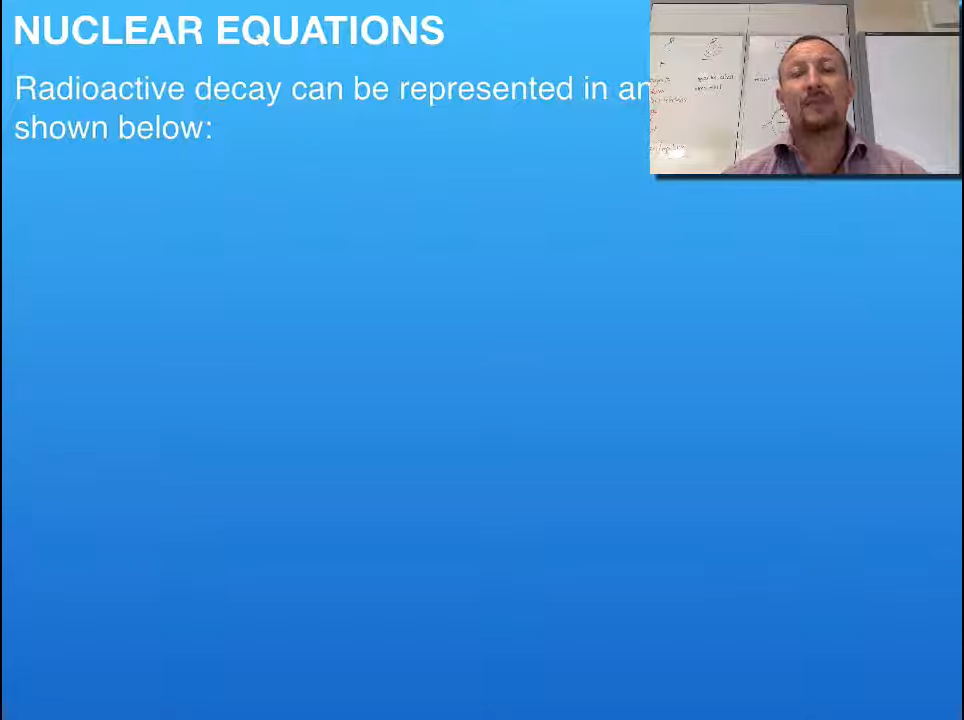 NUCLEAR EQUATIONS
Radioactive decay can be represented in an
shown below: